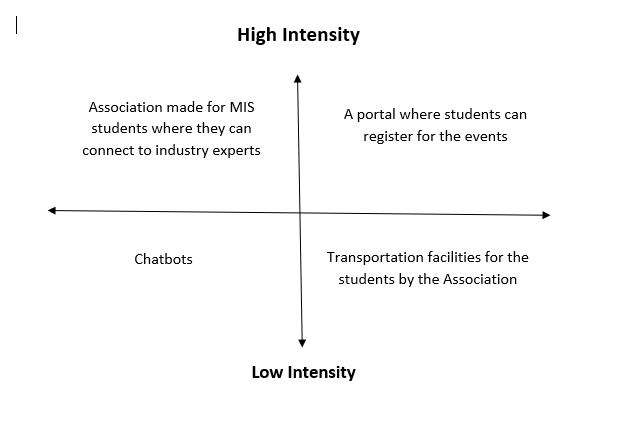 High Intensity
Association made for MIS
students where they can
connect to industry experts
A portal where students can
register for the events
Chatbots
Transportation facilities for the
students by the Association
Low Intensity